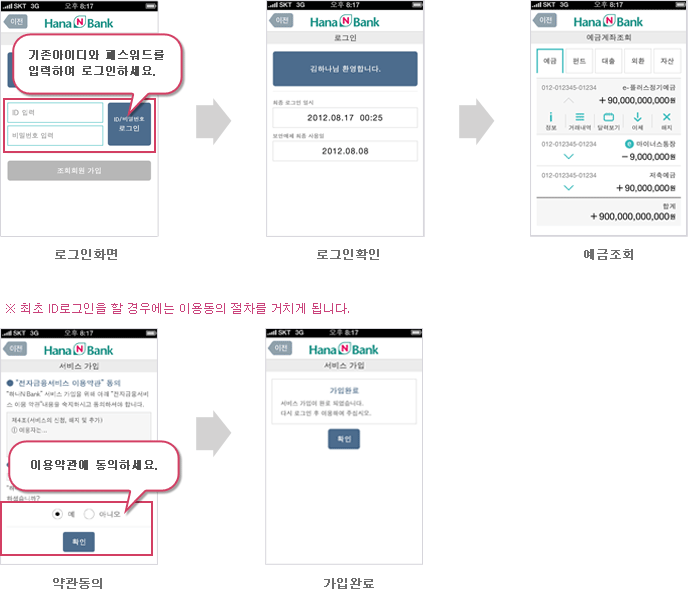 SKT 3G 오후 8:17
이전 Hana N Bank
기존아이디와 패스워드를
입력하여 로그인하세요.
ID 입력
비밀번호 입력
ID/비밀번호
로그인
조회회원 가입
로그인화면
SKT 3G 오후 8:17
이전 Hana N Bank
로그인
김하나님 환영합니다.
최종 로그인 일시
2012.08.17 00:25
보안매체 최종 사용일
2012.08.08
로그인확인
SKT 3G 오후 8:17
이전 Hana N Bank
예금계좌조회
예금 펀드 대출 외환 자산
012-012345-01234 e-플러스정기예금
+90,000,000,000원
정보 거래내역 달력보기 이체 해지
012-012345-01234 e 마이너스통장
-9,000,000원
012-012345-01234 저축예금
+90,000,000원
합계
+900,000,000,000원
예금조회
※ 최초 ID로그인을 할 경우에는 이용동의 절차를 거치게 됩니다.
SKT 3G 오후 8:17
이전 Hana N Bank
서비스 가입
● "전자금융서비스 이용약관" 동의
"하나N Bank" 서비스 가입을 위해 아래 "전자금융서비
스 이용 약관"내용을 숙지하시고 동의하셔야 합니다.
제4조(서비스의 신청, 해지 및 추가)
① 이용자는...
이용약관에 동의하세요.
하셨습니까?
예 아니오
확인
약관동의
SKT 3G 오후 8:17
이전 Hana N Bank
서비스 가입
가입완료
서비스 가입이 완료 되었습니다.
다시 로그인 후 이용하여 주십시오.
확인
가입완료